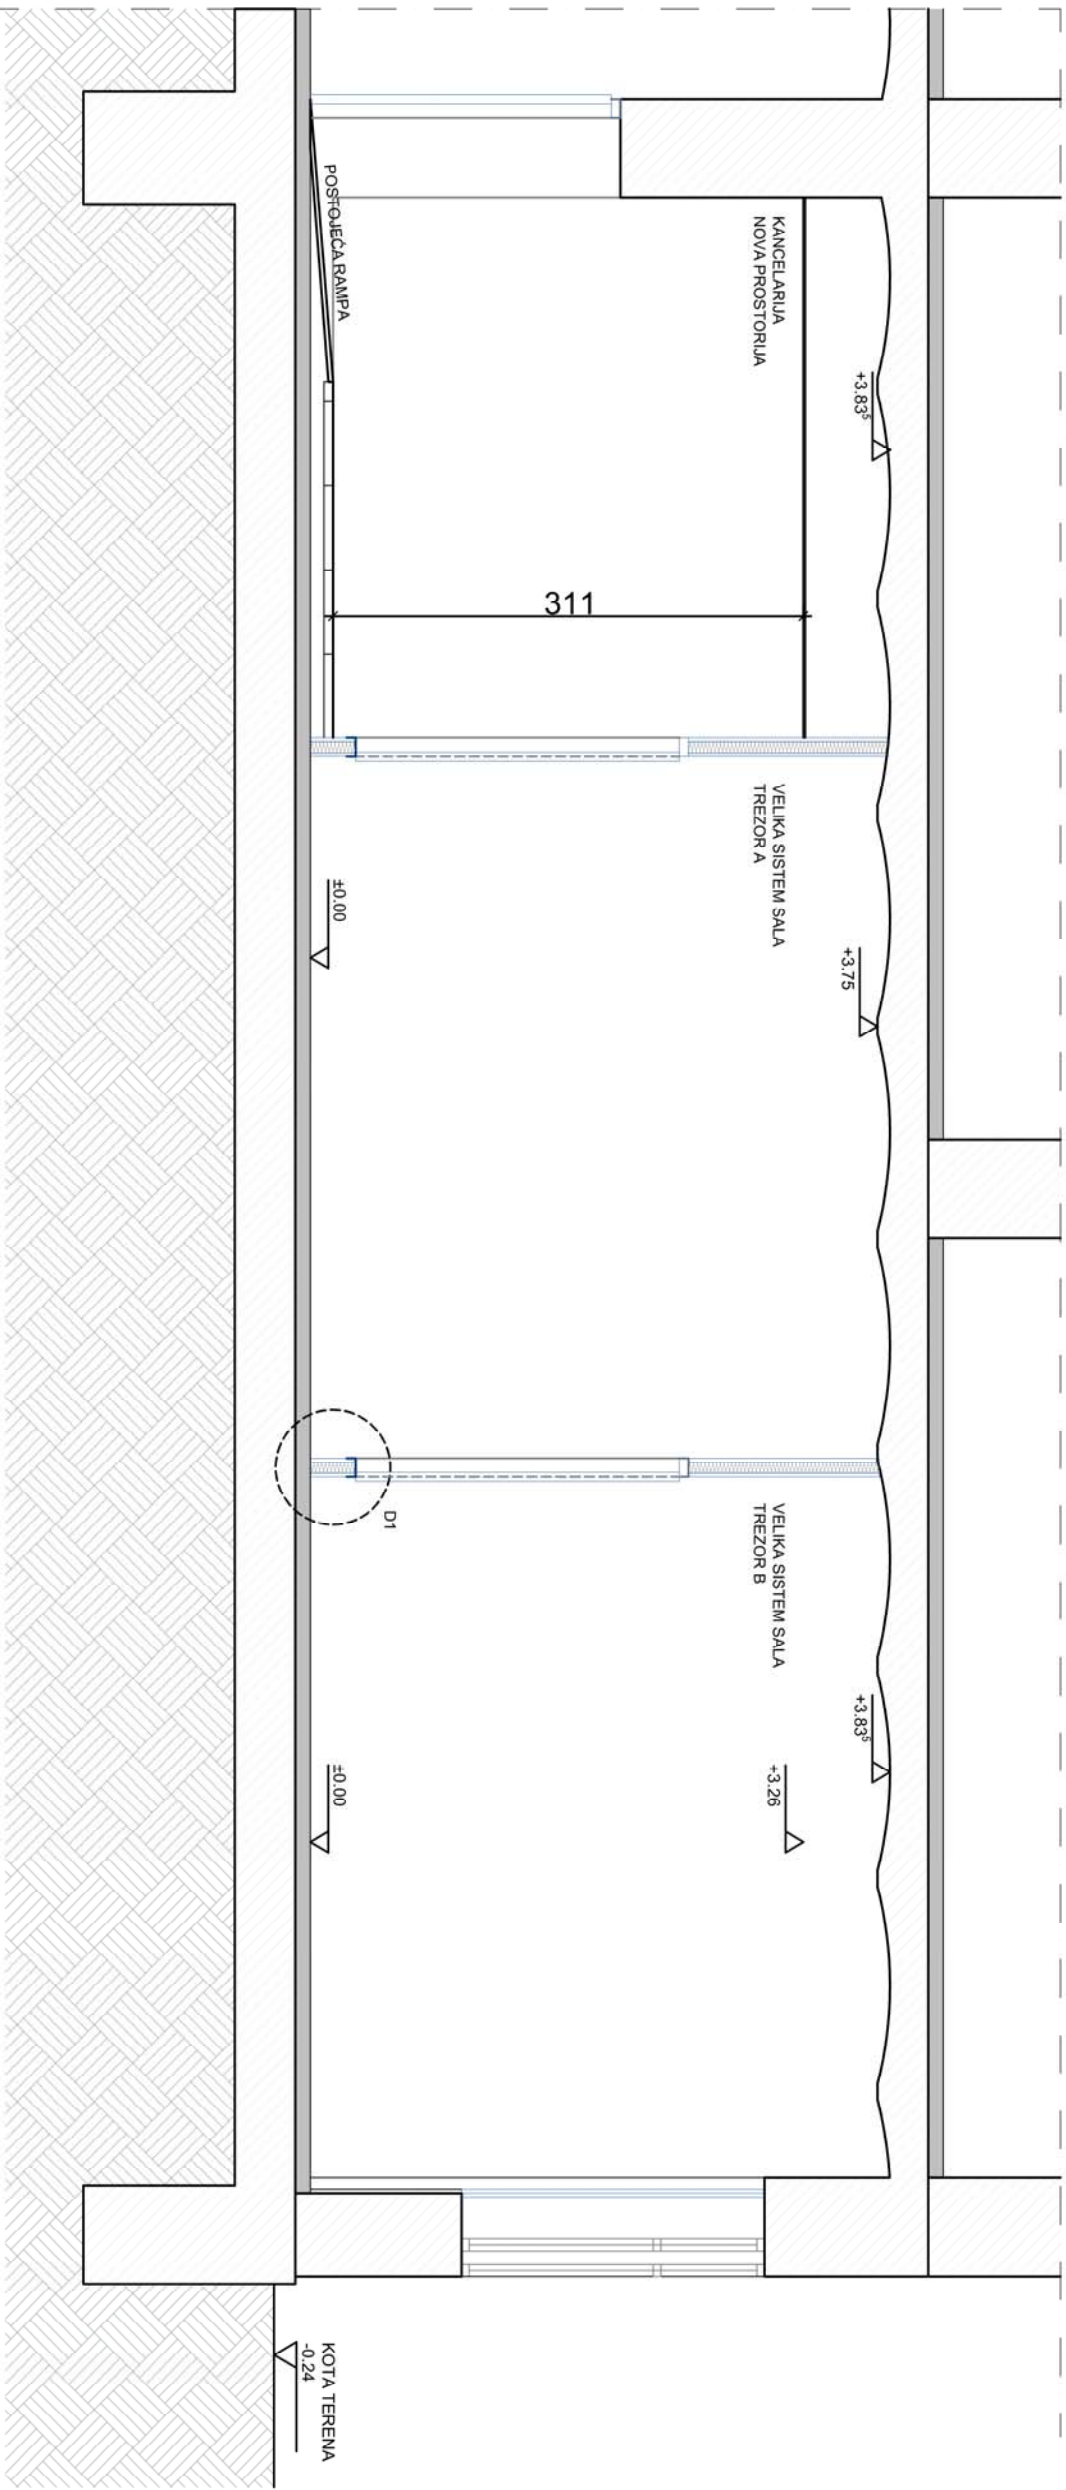 POSTOJEĆA RAMPA
KANCELARIJA
NOVA PROSTORIJA
+3.83⁵
311
VELIKA SISTEM SALA
TREZOR A
±0.00
+3.75
D1
VELIKA SISTEM SALA
TREZOR B
+3.83⁵
±0.00
+3.26
KOTA TERENA
-0.24